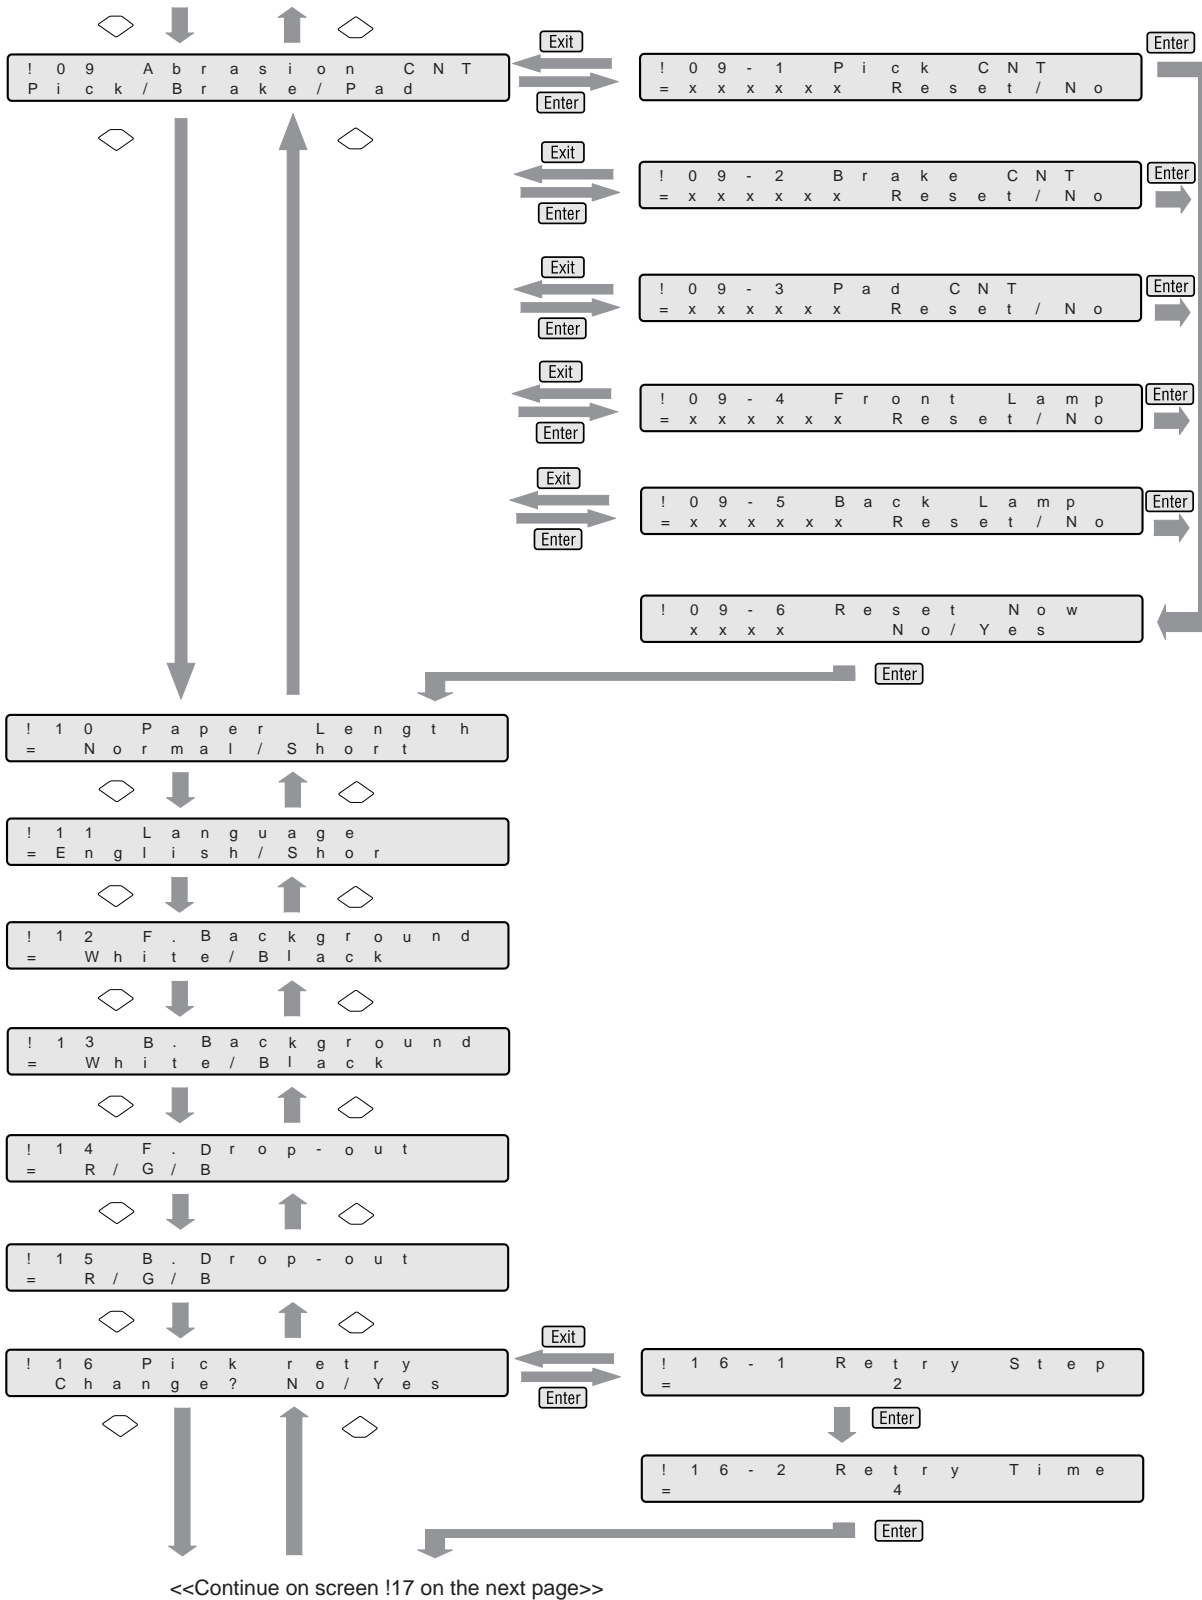 Exit
Enter
!09 Abrasion CNT
Pick/Brake/Pad
!09-1 Pick CNT
=xxxxxx Reset/No
Enter
Exit
!09-2 Brake CNT
=xxxxxx Reset/No
Enter
Enter
Exit
!09-3 Pad CNT
=xxxxxx Reset/No
Enter
Enter
Exit
!09-4 Front Lamp
=xxxxxx Reset/No
Enter
Enter
Exit
!09-5 Back Lamp
=xxxxxx Reset/No
Enter
Enter
!09-6 Reset Now
xxxx No/Yes
Enter
!10 Paper Length
= Normal/Short
!11 Language
=English/Shor
!12 F.Background
= White/Black
!13 B.Background
= White/Black
!14 F.Drop-out
= R/G/B
!15 B.Drop-out
= R/G/B
Exit
!16 Pick retry
Change? No/Yes
!16-1 Retry Step
= 2
Enter
Enter
!16-2 Retry Time
= 4
Enter
<<Continue on screen !17 on the next page>>